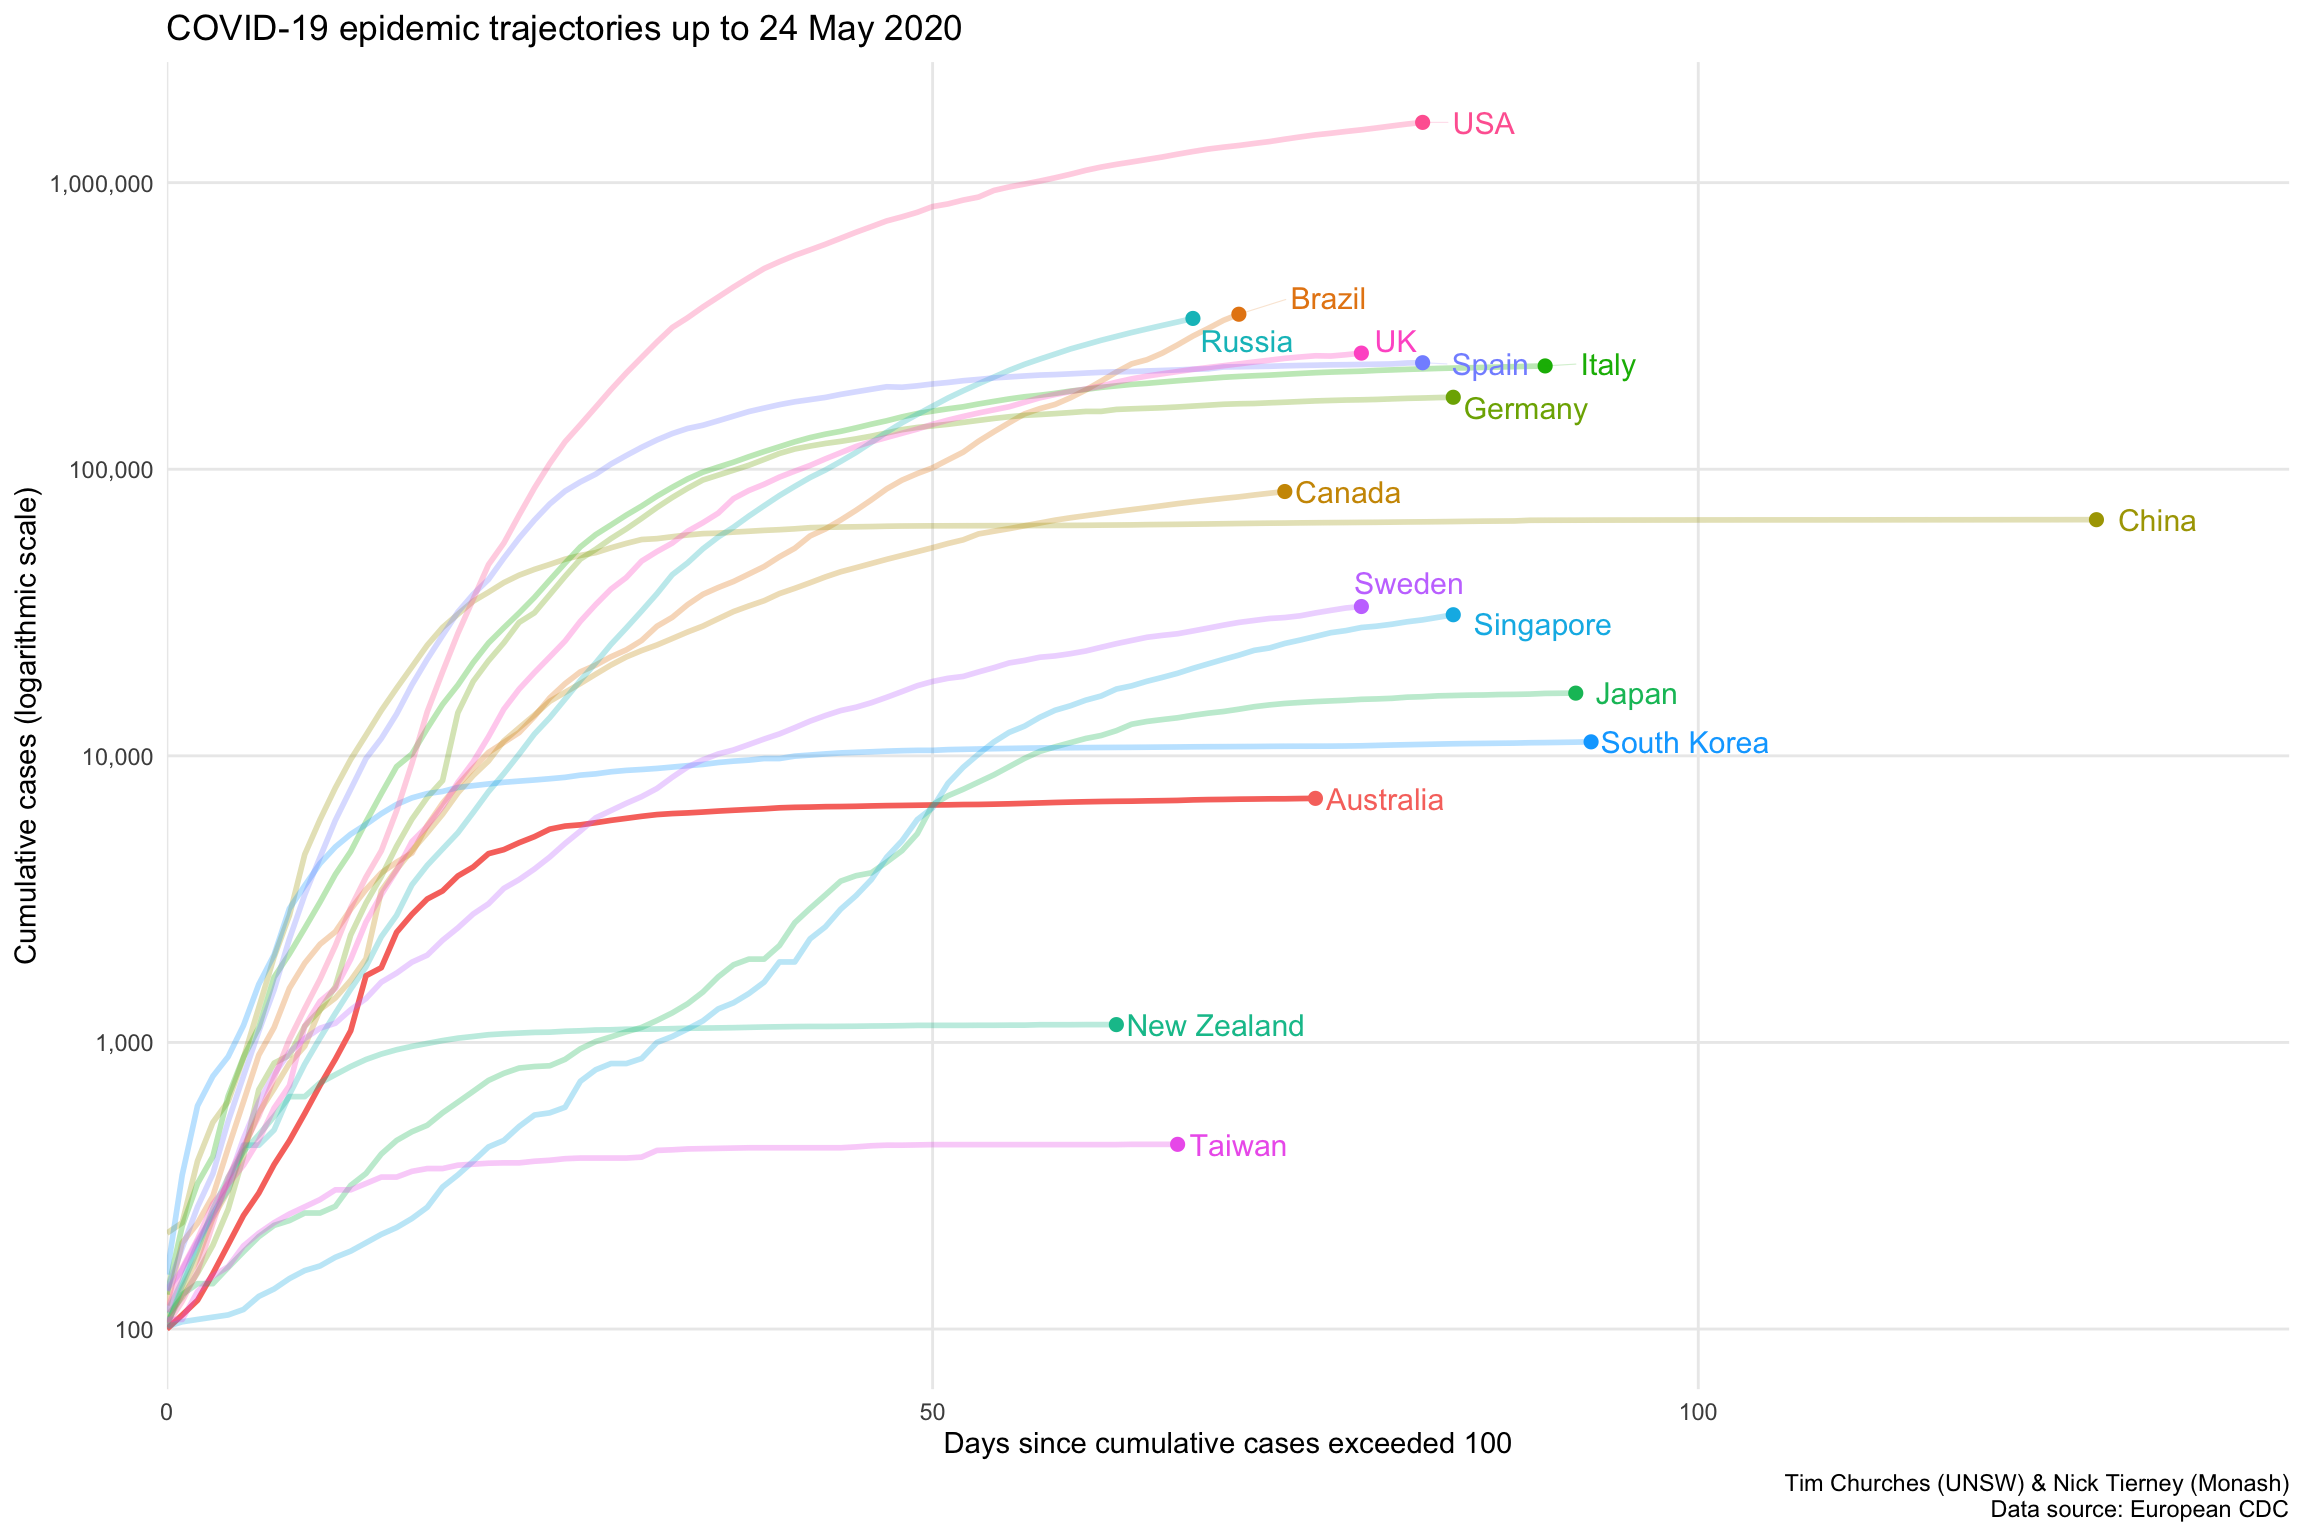 COVID-19 epidemic trajectories up to 24 May 2020
Cumulative cases (logarithmic scale)
1,000,000
100,000
10,000
1,000
100
USA
Brazil
Russia
UK
Spain
Italy
Germany
Canada
China
Sweden
Singapore
Japan
South Korea
Australia
New Zealand
Taiwan
0
50
100
Days since cumulative cases exceeded 100
Tim Churches (UNSW) & Nick Tierney (Monash)
Data source: European CDC